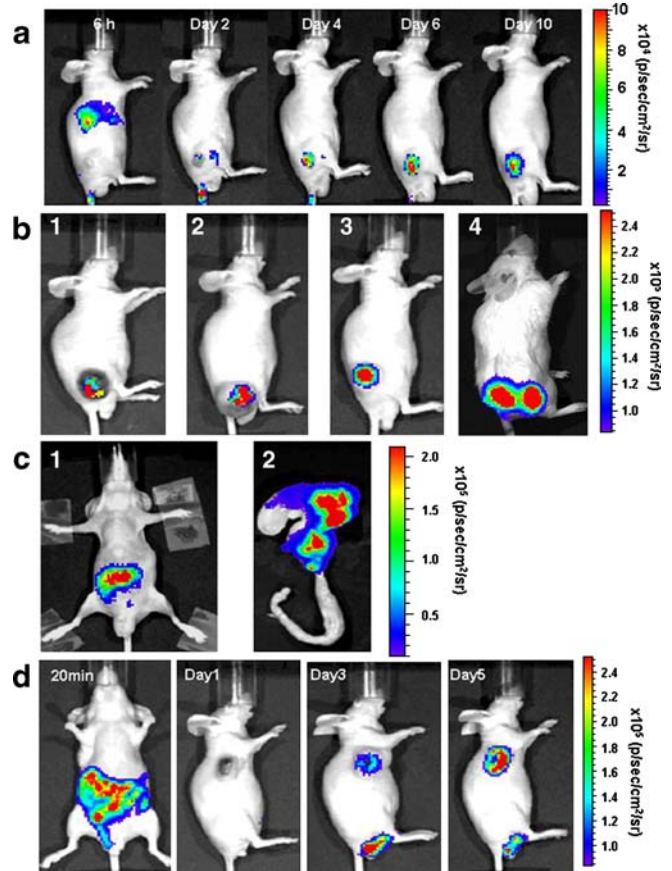 a
6 h
Day 2
Day 4
Day 6
Day 10
10
8
6
4
2
x10⁴ (p/sec/cm²/sr)
b
1
2
3
4
2.4
2.2
2.0
1.8
1.6
1.4
1.2
1.0
x10⁵ (p/sec/cm²/sr)
c
1
2
2.0
1.5
1.0
0.5
x10⁵ (p/sec/cm²/sr)
d
20min
Day1
Day3
Day5
2.4
2.2
2.0
1.8
1.6
1.4
1.2
1.0
x10⁵ (p/sec/cm²/sr)